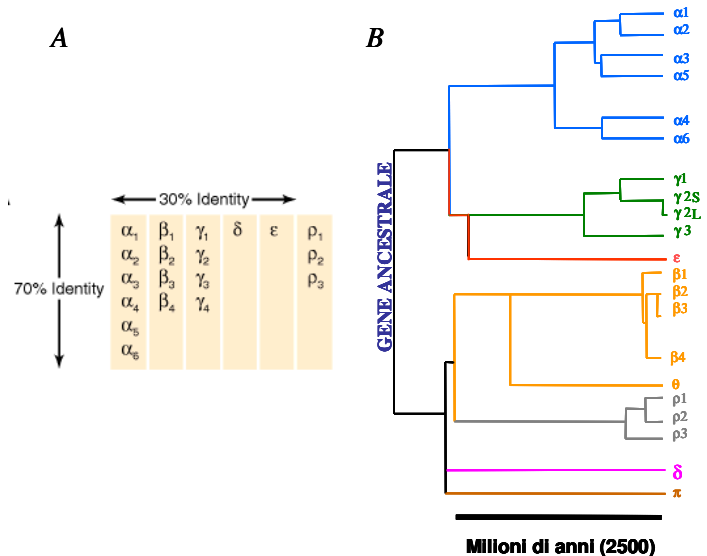 A
30% Identity
70% Identity
α₁ β₁ γ₁ δ ε ρ₁
α₂ β₂ γ₂ ρ₂
α₃ β₃ γ₃ ρ₃
α₄ β₄ γ₄
α₅
α₆
B
GENE ANCESTRALE
α1
α2
α3
α5
α4
α6
γ1
γ2S
γ2L
γ3
ε
β1
β2
β3
β4
θ
ρ1
ρ2
ρ3
δ
π
Milioni di anni (2500)